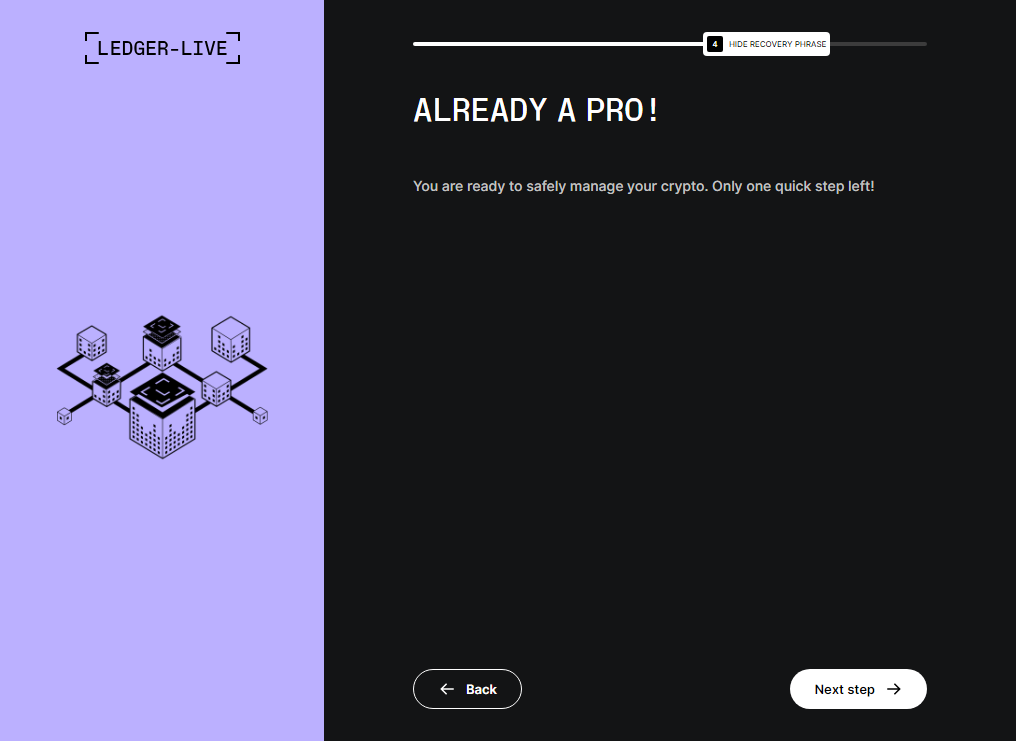 LEDGER-LIVE
4 HIDE RECOVERY PHRASE
ALREADY A PRO!
You are ready to safely manage your crypto. Only one quick step left!
Back
Next step